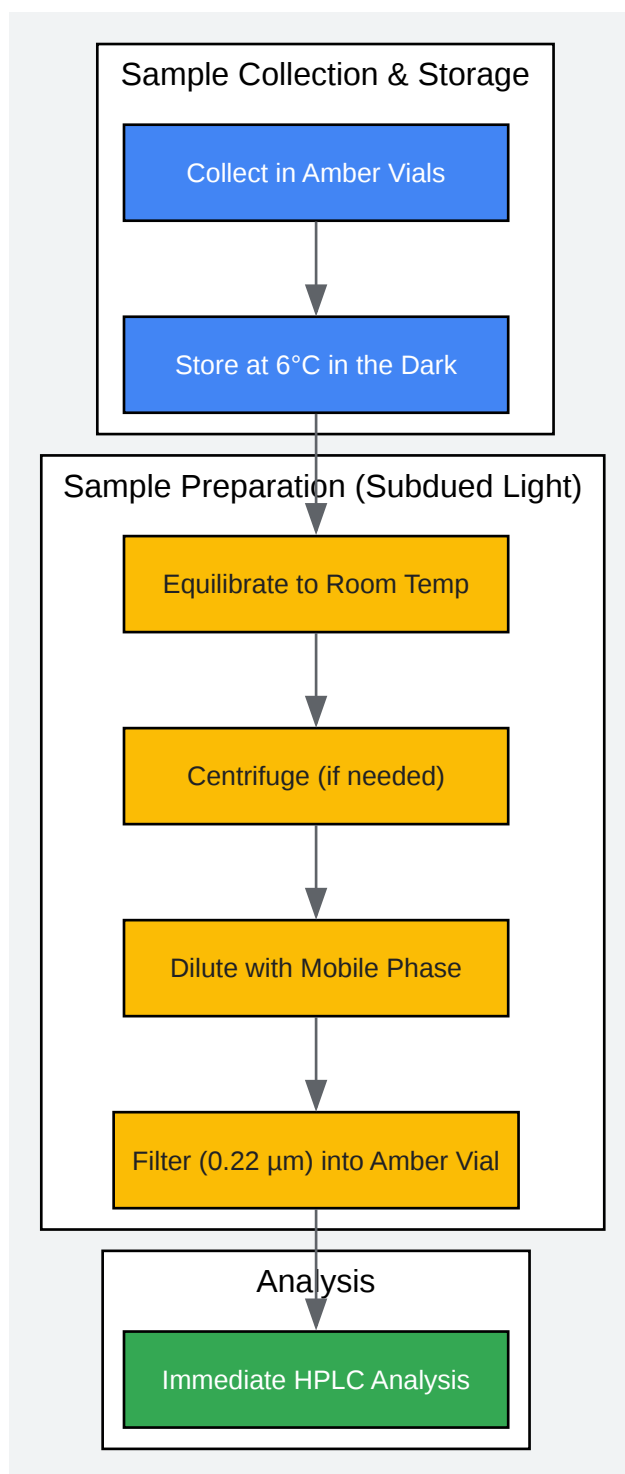 Sample Collection & Storage
Collect in Amber Vials
Store at 6°C in the Dark
Sample Preparation (Subdued Light)
Equilibrate to Room Temp
Centrifuge (if needed)
Dilute with Mobile Phase
Filter (0.22 µm) into Amber Vial
Analysis
Immediate HPLC Analysis